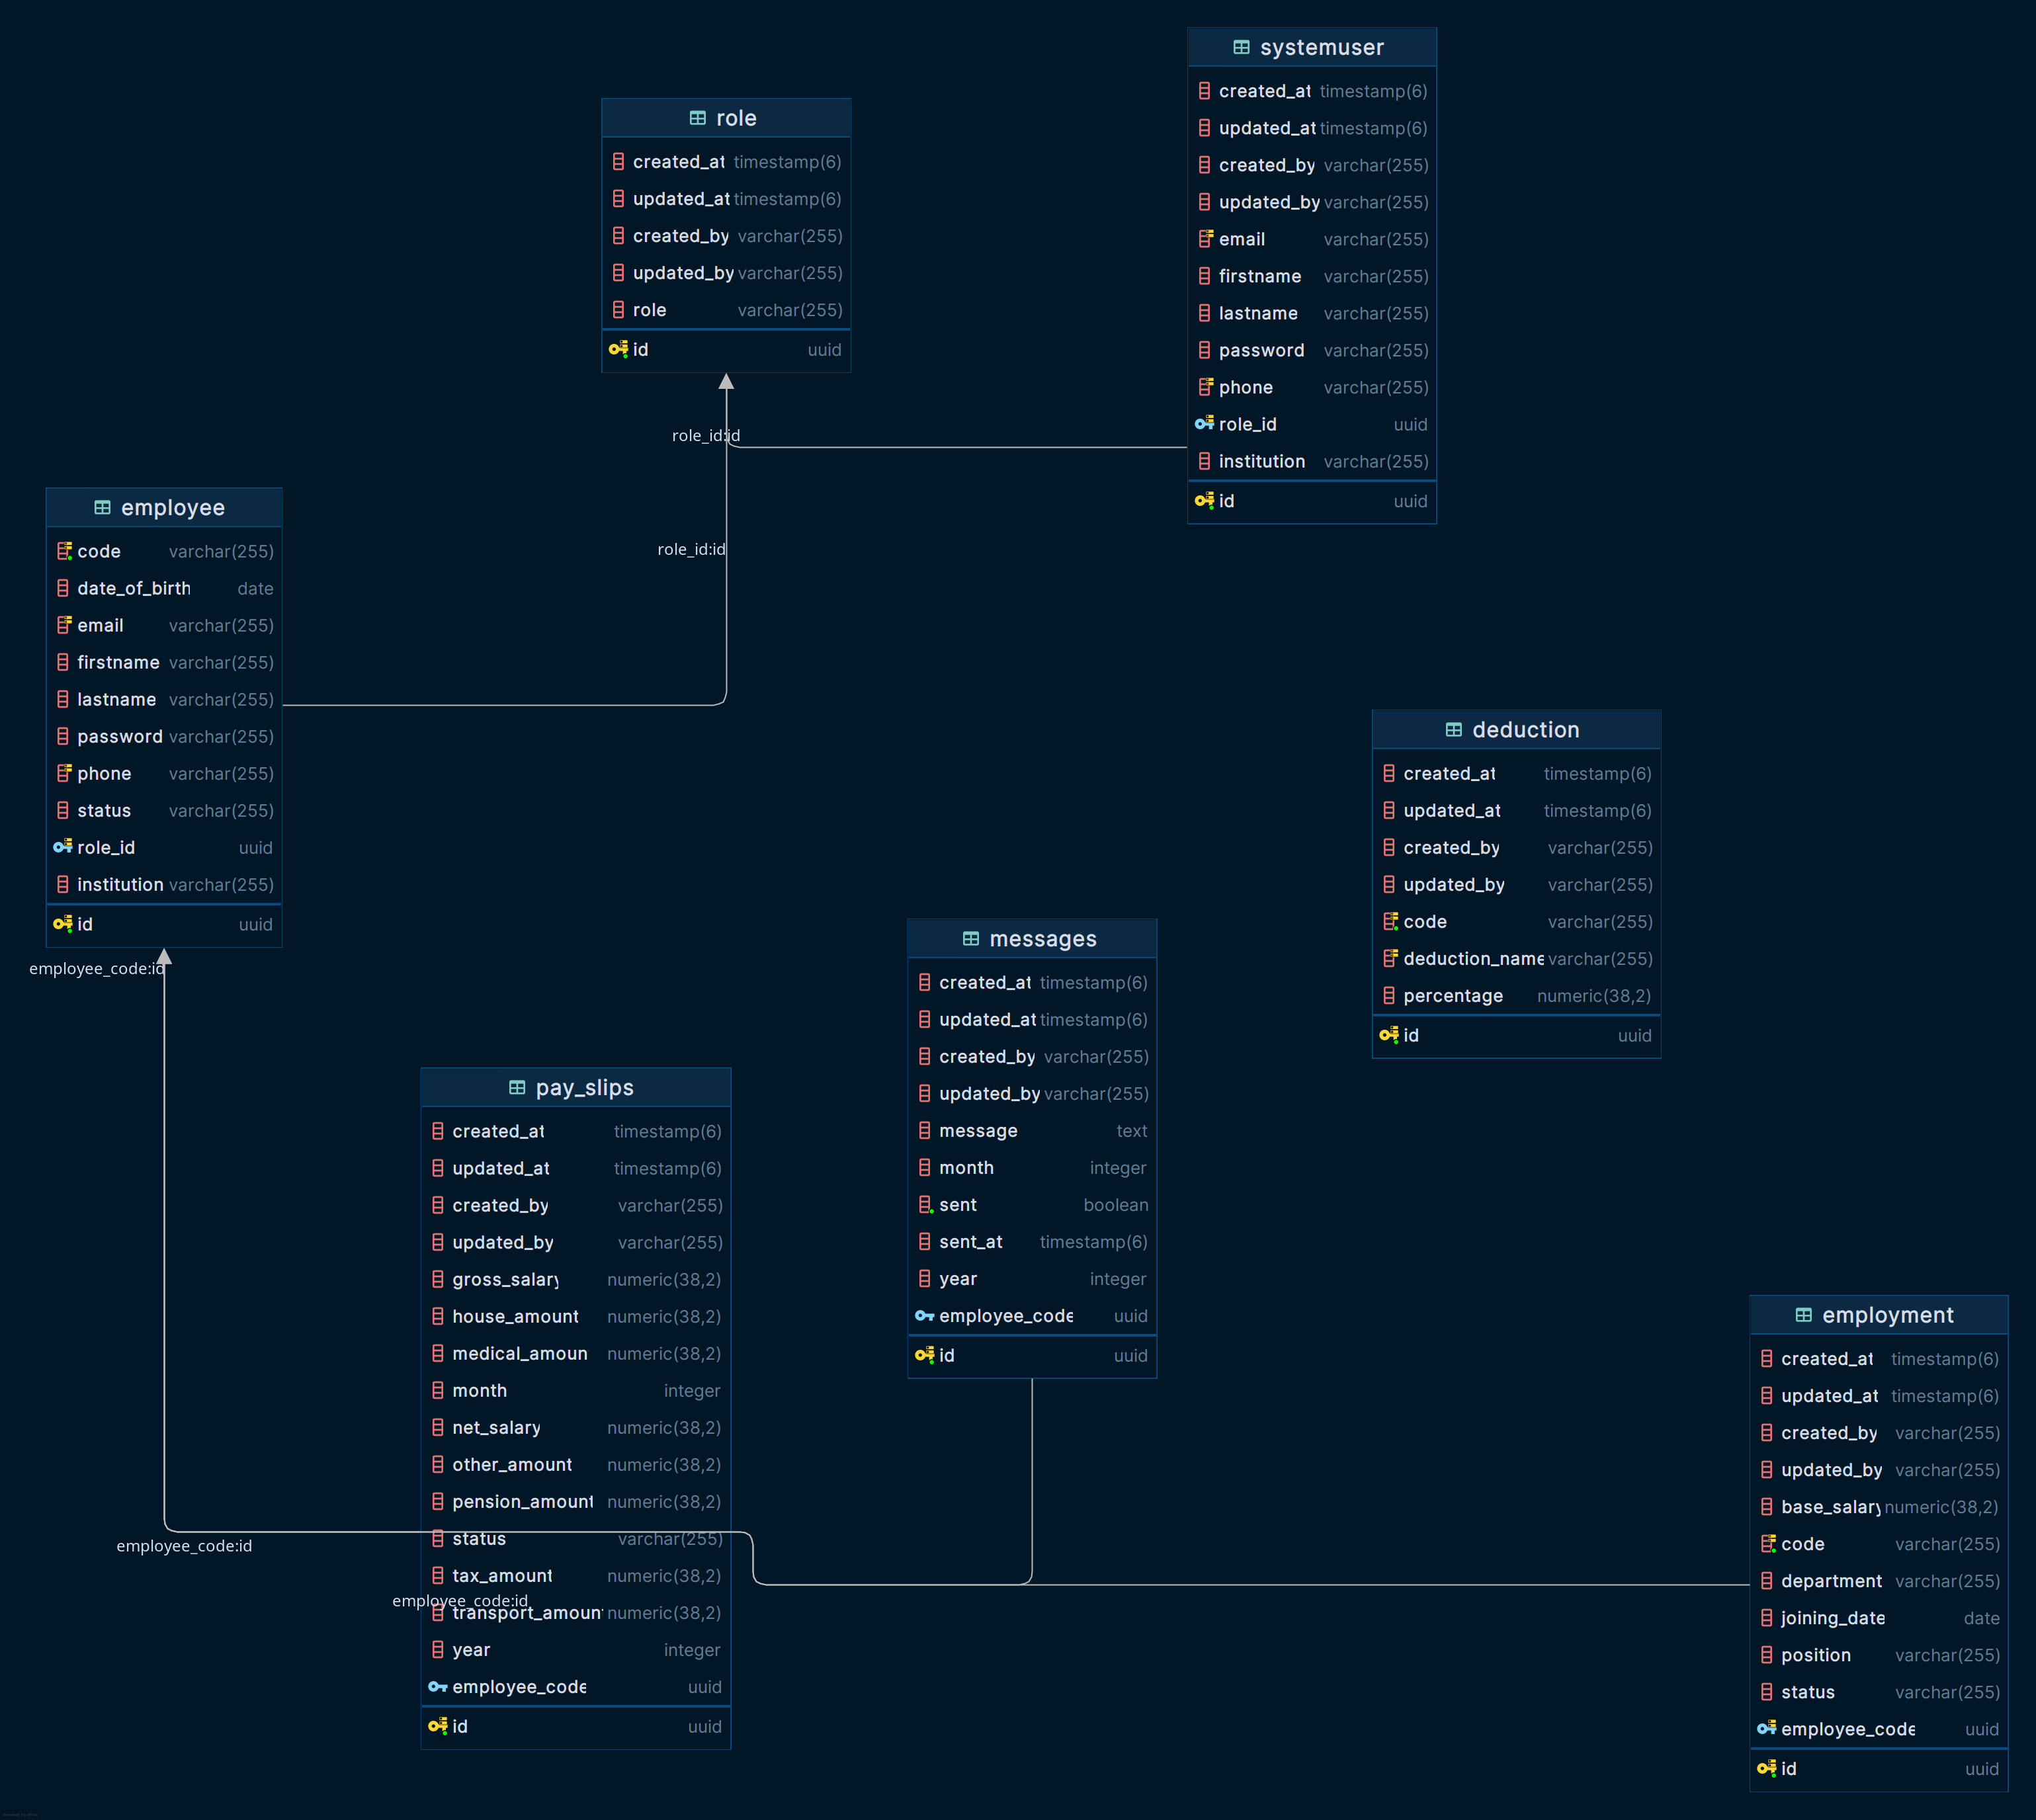 systemuser
created_at timestamp(6)
updated_at timestamp(6)
created_by varchar(255)
updated_by varchar(255)
email varchar(255)
firstname varchar(255)
lastname varchar(255)
password varchar(255)
phone varchar(255)
role_id uuid
institution varchar(255)
id uuid
role
created_at timestamp(6)
updated_at timestamp(6)
created_by varchar(255)
updated_by varchar(255)
role varchar(255)
id uuid
role_id:id
role_id:id
employee
code varchar(255)
date_of_birth date
email varchar(255)
firstname varchar(255)
lastname varchar(255)
password varchar(255)
phone varchar(255)
status varchar(255)
role_id uuid
institution varchar(255)
id uuid
employee_code:id
deduction
created_at timestamp(6)
updated_at timestamp(6)
created_by varchar(255)
updated_by varchar(255)
code varchar(255)
deduction_name varchar(255)
percentage numeric(38,2)
id uuid
messages
created_at timestamp(6)
updated_at timestamp(6)
created_by varchar(255)
updated_by varchar(255)
message text
month integer
sent boolean
sent_at timestamp(6)
year integer
employee_code uuid
id uuid
pay_slips
created_at timestamp(6)
updated_at timestamp(6)
created_by varchar(255)
updated_by varchar(255)
gross_salary numeric(38,2)
house_amount numeric(38,2)
medical_amoun numeric(38,2)
month integer
net_salary numeric(38,2)
other_amount numeric(38,2)
pension_amount numeric(38,2)
status varchar(255)
tax_amount numeric(38,2)
transport_amoun numeric(38,2)
year integer
employee_code uuid
id uuid
employee_code:id
employee_code:id
employment
created_at timestamp(6)
updated_at timestamp(6)
created_by varchar(255)
updated_by varchar(255)
base_salary numeric(38,2)
code varchar(255)
department varchar(255)
joining_date date
position varchar(255)
status varchar(255)
employee_code uuid
id uuid